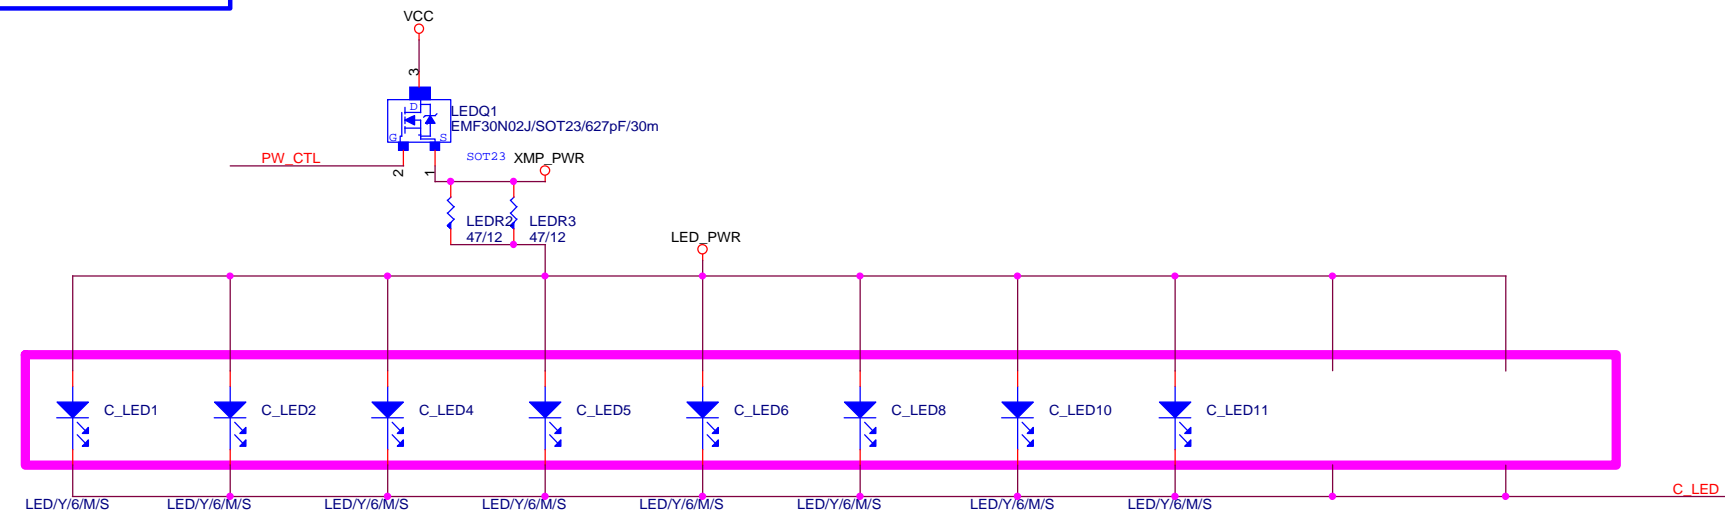 VCC
3
D
LEDQ1
EMF30N02J/SOT23/627pF/30m
G
S
PW_CTL
SOT23
XMP_PWR
2
1
LEDR2
47/12
LEDR3
47/12
LED_PWR
C_LED1
C_LED2
C_LED4
C_LED5
C_LED6
C_LED8
C_LED10
C_LED11
C_LED
LED/Y/6/M/S
LED/Y/6/M/S
LED/Y/6/M/S
LED/Y/6/M/S
LED/Y/6/M/S
LED/Y/6/M/S
LED/Y/6/M/S
LED/Y/6/M/S